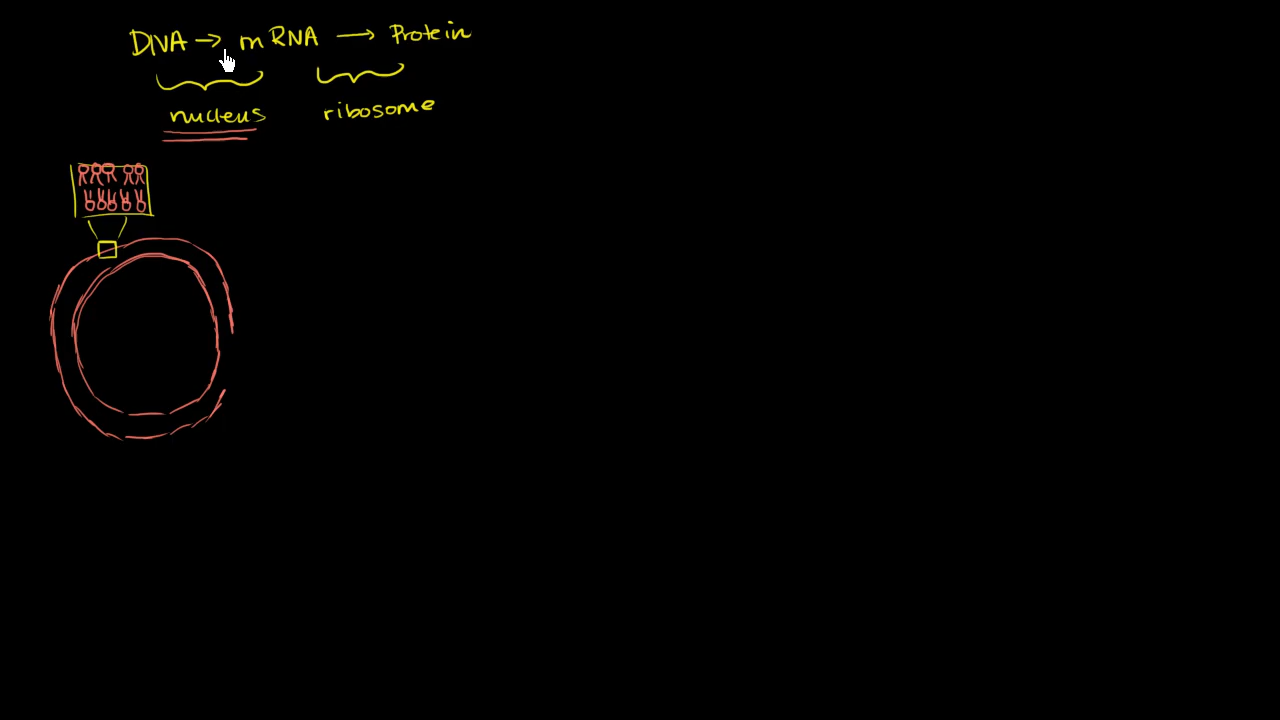 DNA → mRNA → Protein
nucleus ribosome